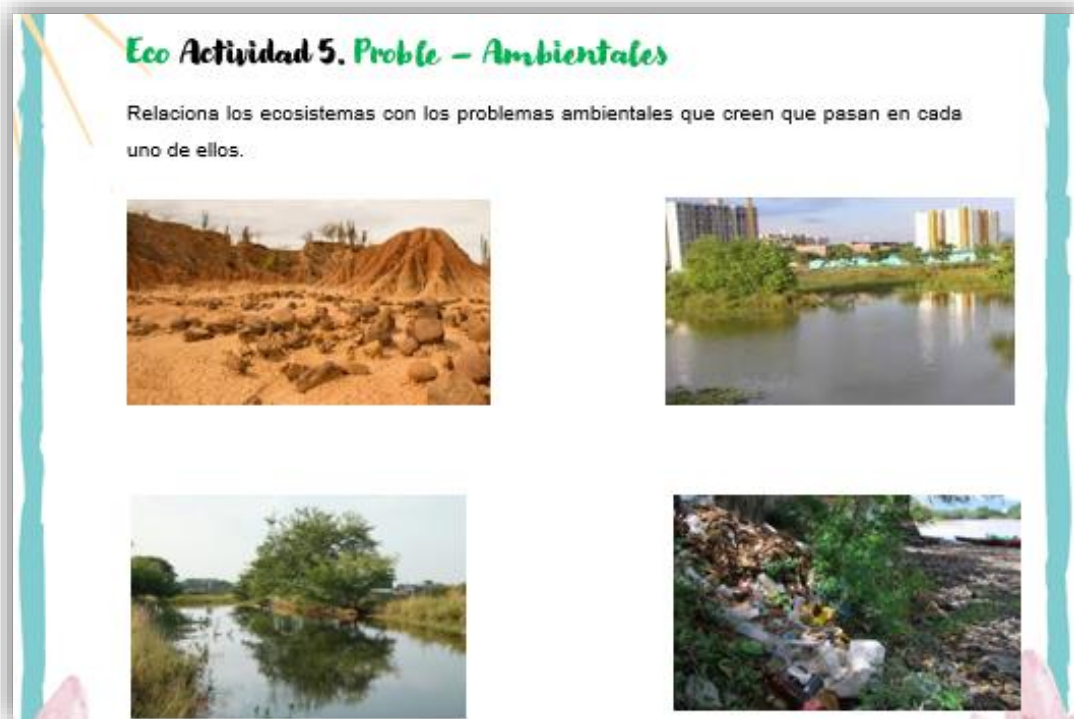 Eco Actividad 5. Proble – Ambientales
Relaciona los ecosistemas con los problemas ambientales que creen que pasan en cada
uno de ellos.